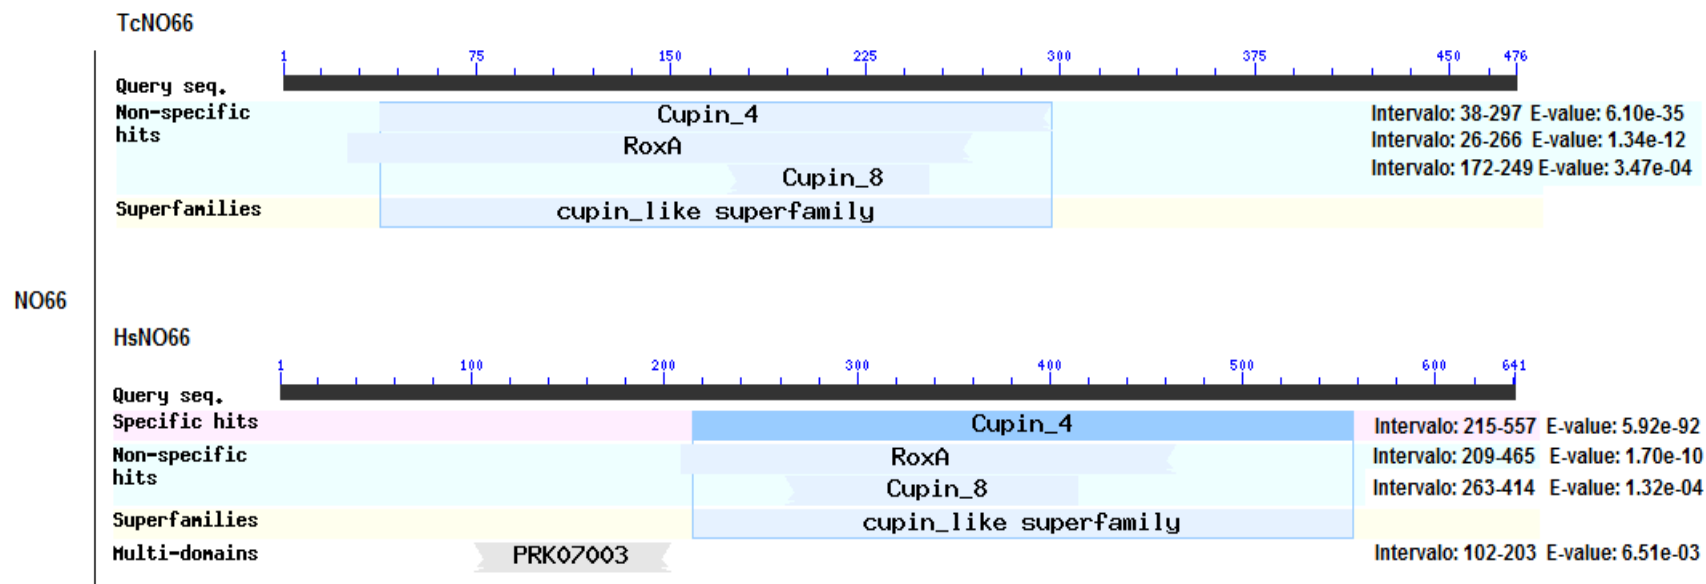 TcNO66
1 75 150 225 300 375 450 476
Query seq.
Non-specific hits
Cupin_4
Intervalo: 38-297 E-value: 6.10e-35
RoxA
Intervalo: 26-266 E-value: 1.34e-12
Cupin_8
Intervalo: 172-249 E-value: 3.47e-04
Superfamilies
cupin_like superfamily
NO66
HsNO66
1 100 200 300 400 500 600 641
Query seq.
Specific hits
Cupin_4
Intervalo: 215-557 E-value: 5.92e-92
Non-specific hits
RoxA
Intervalo: 209-465 E-value: 1.70e-10
Cupin_8
Intervalo: 263-414 E-value: 1.32e-04
Superfamilies
cupin_like superfamily
Multi-domains
PRK07003
Intervalo: 102-203 E-value: 6.51e-03